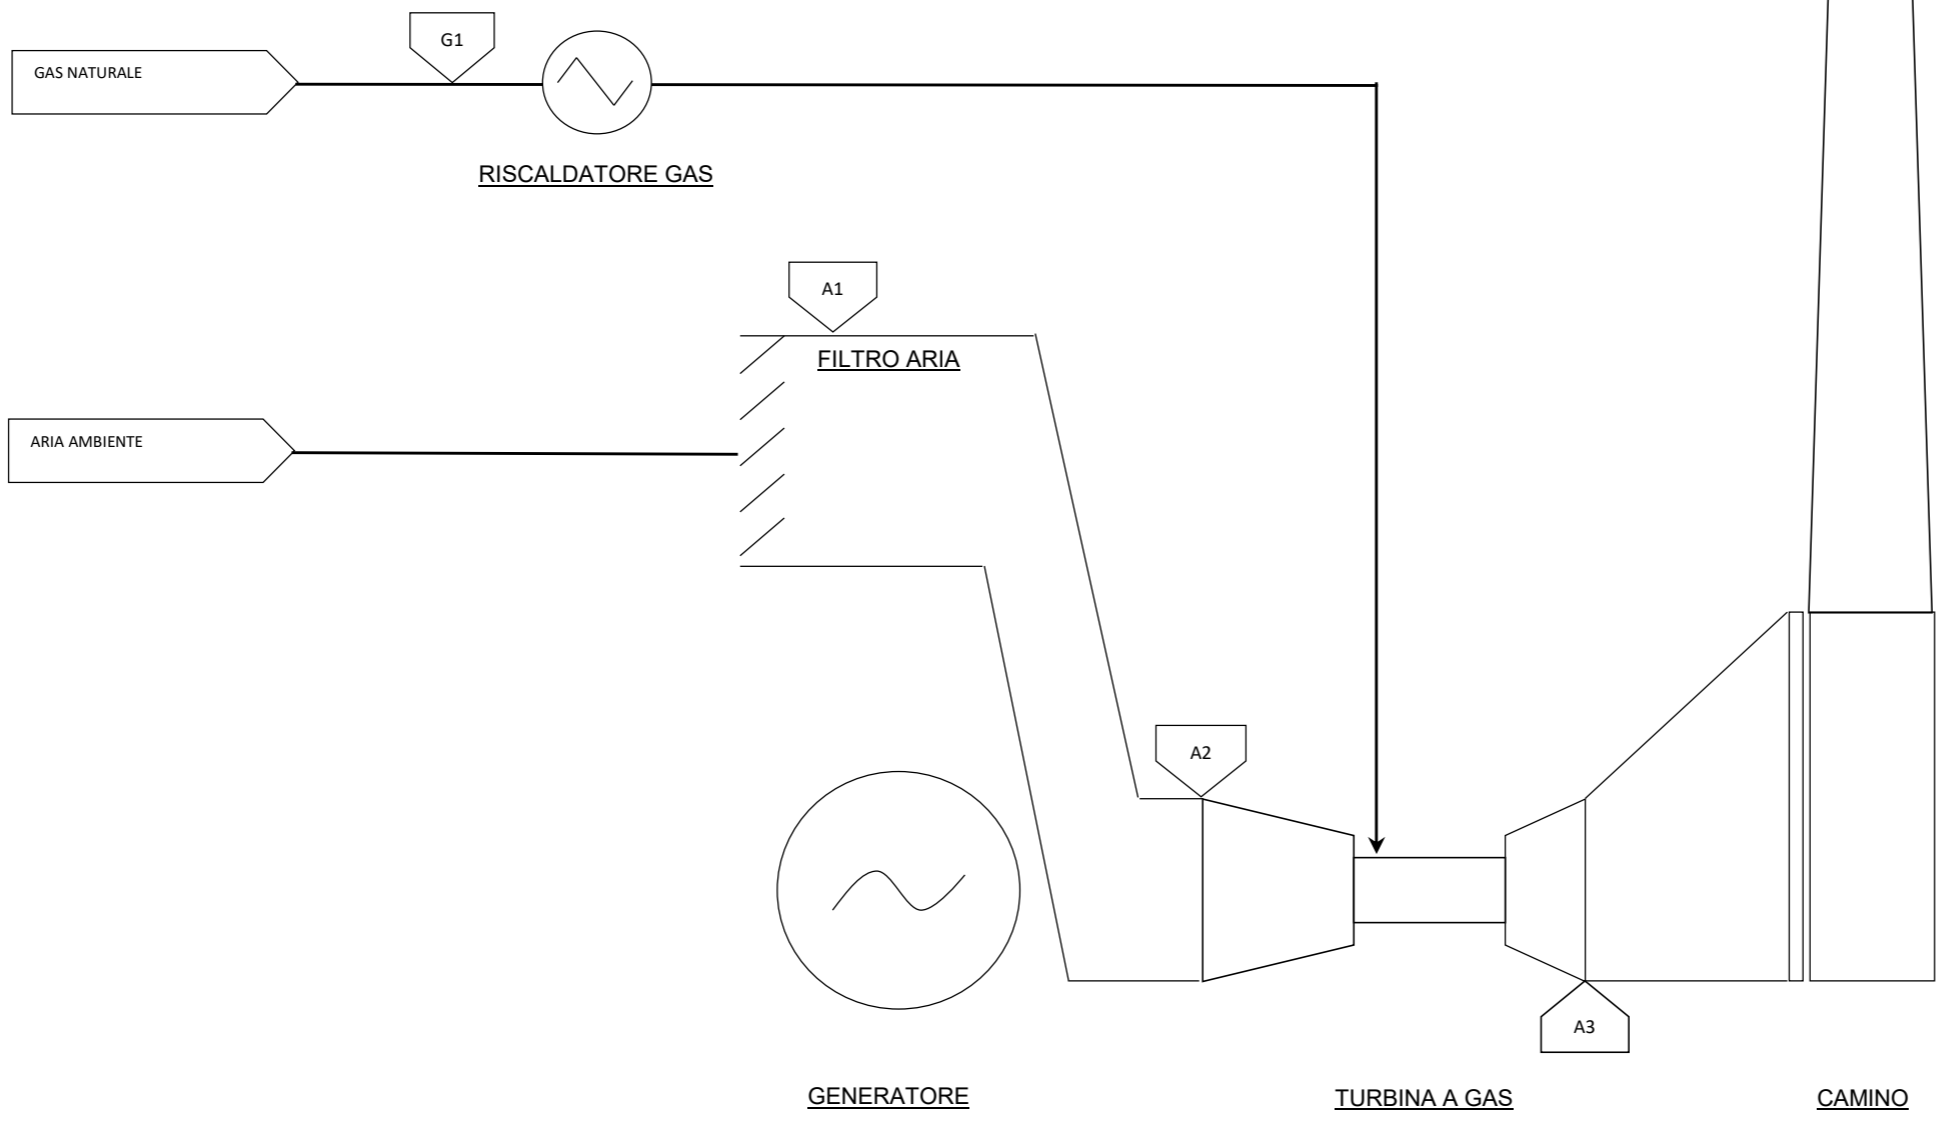 G1
GAS NATURALE
RISCALDATORE GAS
A1
FILTRO ARIA
ARIA AMBIENTE
A2
A3
GENERATORE
TURBINA A GAS
CAMINO